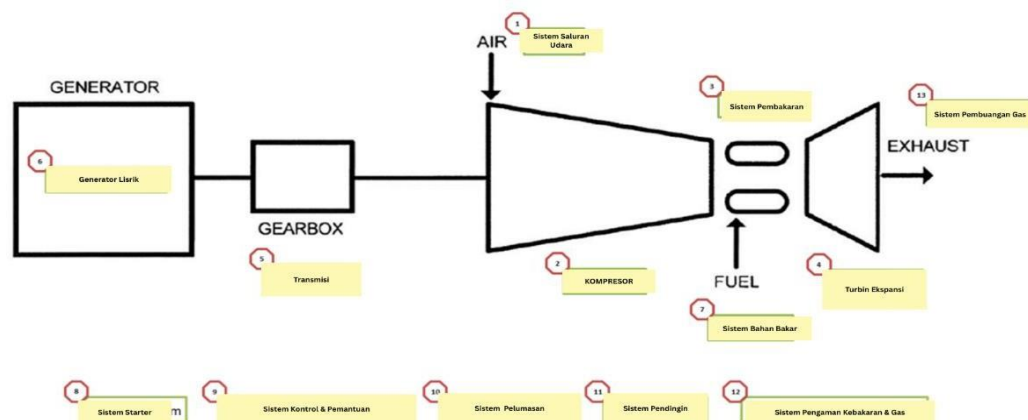 1
Sistem Saluran
Udara
AIR
GENERATOR
3
Sistem Pembakaran
13
Sistem Pembuangan Gas
EXHAUST
6
Generator Lisrik
GEARBOX
5
Transmisi
2
KOMPRESOR
FUEL
4
Turbin Ekspansi
7
Sistem Bahan Bakar
8
Sistem Starter
m
9
Sistem Kontrol & Pemantuan
10
Sistem Pelumasan
11
Sistem Pendingin
12
Sistem Pengaman Kebakaran & Gas